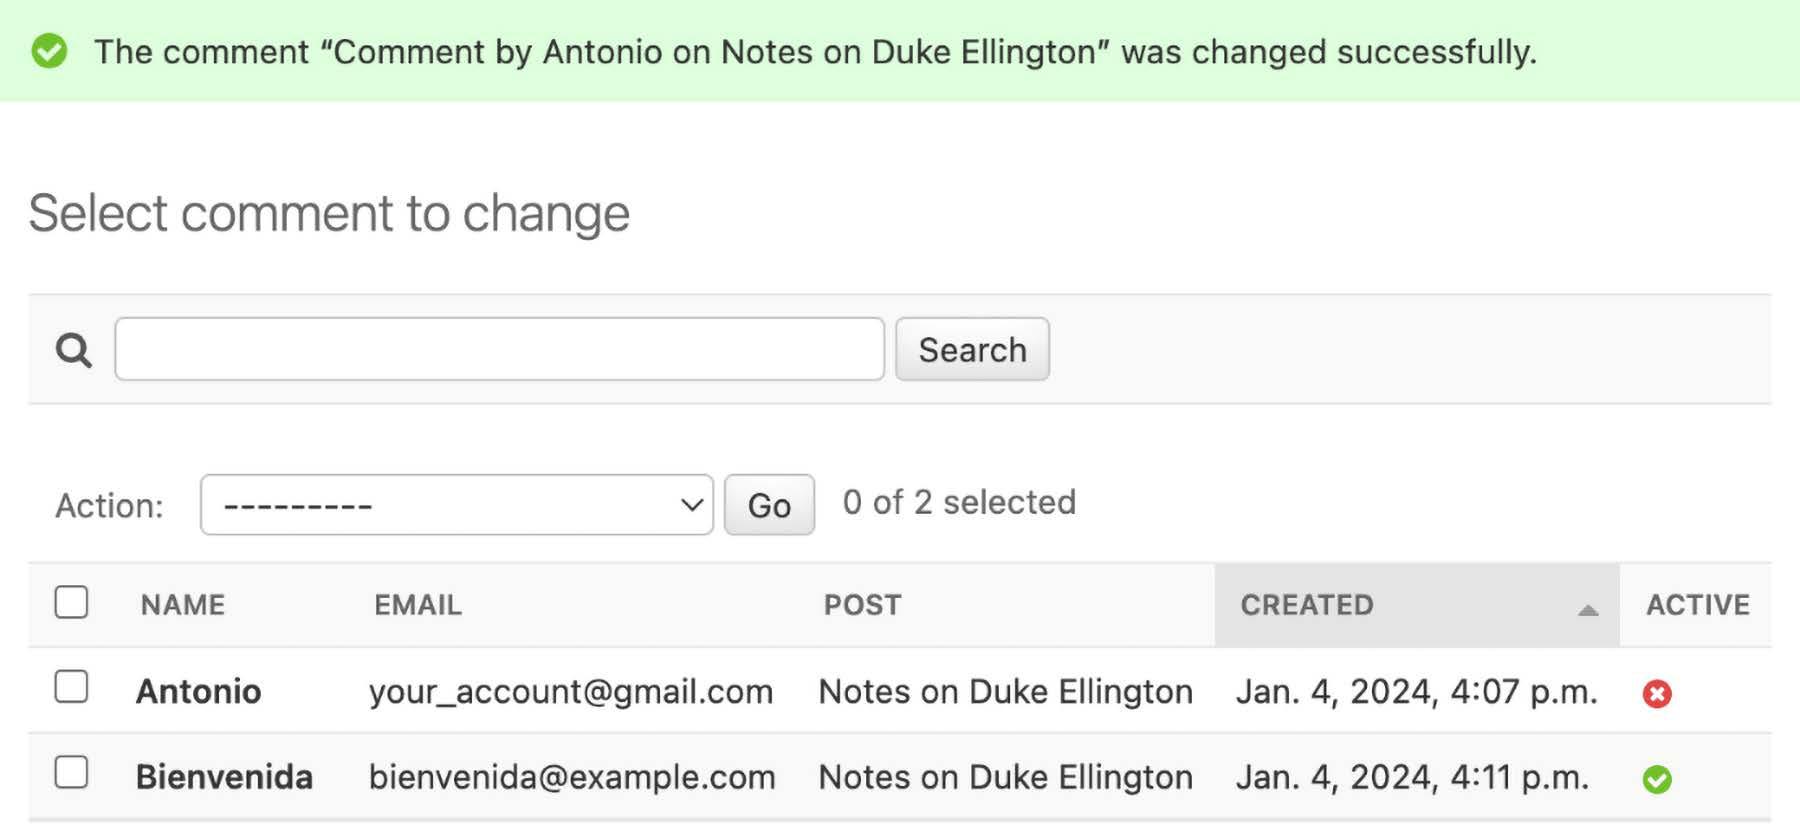 The comment “Comment by Antonio on Notes on Duke Ellington” was changed successfully.
Select comment to change
Search
Action: --------- Go 0 of 2 selected
NAME EMAIL POST CREATED ACTIVE
Antonio your_account@gmail.com Notes on Duke Ellington Jan. 4, 2024, 4:07 p.m.
Bienvenida bienvenida@example.com Notes on Duke Ellington Jan. 4, 2024, 4:11 p.m.